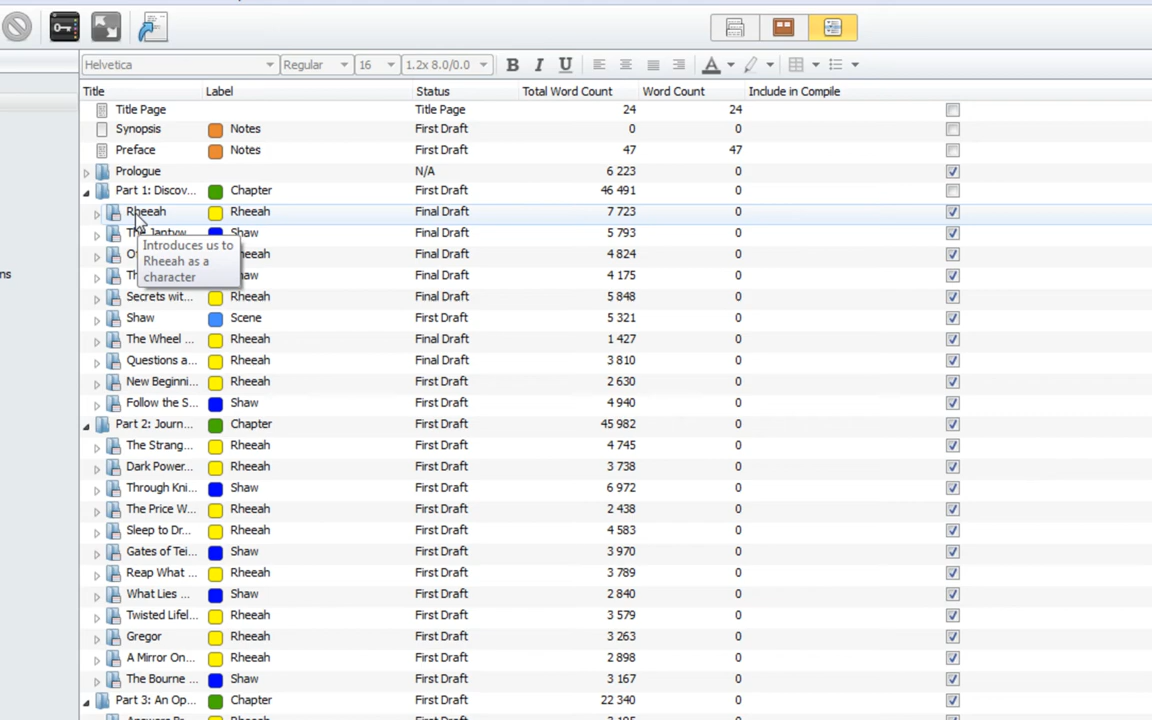 Helvetica Regular 16 1.2x 8.0/0.0 B I U A
Title Label Status Total Word Count Word Count Include in Compile
Title Page Title Page 24 24
Synopsis Notes First Draft 0 0
Preface Notes First Draft 47 47
Prologue N/A 6 223
Part 1: Discov... Chapter First Draft 46 491
Rheeah Rheeah Final Draft 7 723 0
The Jantyw... Shaw Final Draft 5 793 0
Introduces us to
Rheeah as a
character
Final Draft 4 824 0
Final Draft 4 175 0
ns
Secrets wit... Rheeah Final Draft 5 848 0
Shaw Scene First Draft 5 321 0
The Wheel ... Rheeah Final Draft 1 427 0
Questions a... Rheeah Final Draft 3 810 0
New Beginni... Rheeah First Draft 2 630 0
Follow the S... Shaw First Draft 4 940 0
Part 2: Journ... Chapter First Draft 45 982 0
The Strang... Rheeah First Draft 4 745 0
Dark Power... Rheeah First Draft 3 738 0
Through Kni... Shaw First Draft 6 972 0
The Price W... Rheeah First Draft 2 438 0
Sleep to Dr... Rheeah First Draft 4 583 0
Gates of Tei... Shaw First Draft 3 970 0
Reap What ... Rheeah First Draft 3 789 0
What Lies ... Shaw First Draft 2 840 0
Twisted Lifel... Rheeah First Draft 3 579 0
Gregor Rheeah First Draft 3 263 0
A Mirror On... Rheeah First Draft 2 898 0
The Bourne ... Shaw First Draft 3 167 0
Part 3: An Op... Chapter First Draft 22 340 0